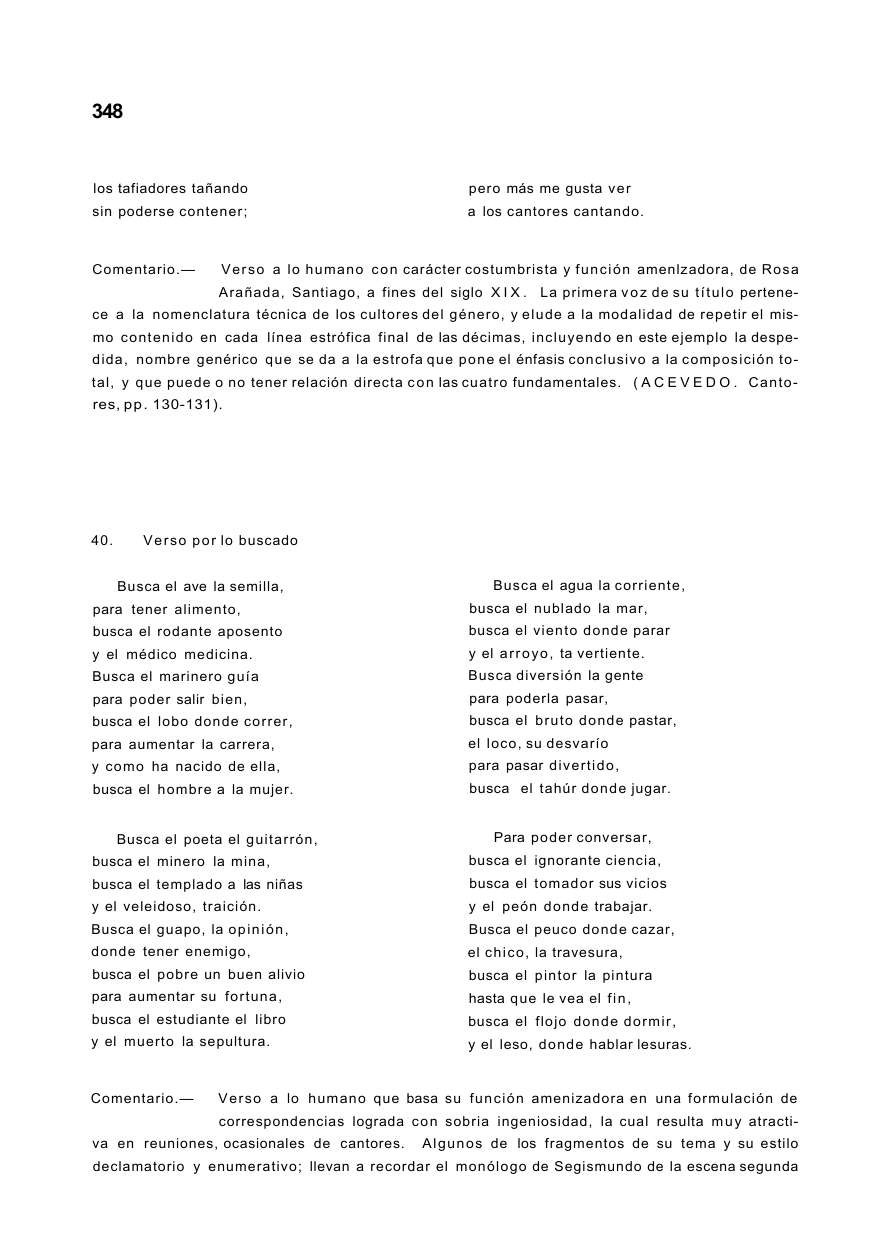 348
los tafiadores tañando
sin poderse contener;
pero más me gusta ver
a los cantores cantando.
Comentario.— Verso a lo humano con carácter costumbrista y función amenlzadora, de Rosa
Arañada, Santiago, a fines del siglo XIX. La primera voz de su título pertene-
ce a la nomenclatura técnica de los cultores del género, y elude a la modalidad de repetir el mis-
mo contenido en cada línea estrófica final de las décimas, incluyendo en este ejemplo la despe-
dida, nombre genérico que se da a la estrofa que pone el énfasis conclusivo a la composición to-
tal, y que puede o no tener relación directa con las cuatro fundamentales. (ACEVEDO. Canto-
res, pp. 130-131).
40. Verso por lo buscado
Busca el ave la semilla,
para tener alimento,
busca el rodante aposento
y el médico medicina.
Busca el marinero guía
para poder salir bien,
busca el lobo donde correr,
para aumentar la carrera,
y como ha nacido de ella,
busca el hombre a la mujer.
Busca el poeta el guitarrón,
busca el minero la mina,
busca el templado a las niñas
y el veleidoso, traición.
Busca el guapo, la opinión,
donde tener enemigo,
busca el pobre un buen alivio
para aumentar su fortuna,
busca el estudiante el libro
y el muerto la sepultura.
Busca el agua la corriente,
busca el nublado la mar,
busca el viento donde parar
y el arroyo, ta vertiente.
Busca diversión la gente
para poderla pasar,
busca el bruto donde pastar,
el loco, su desvarío
para pasar divertido,
busca el tahúr donde jugar.
Para poder conversar,
busca el ignorante ciencia,
busca el tomador sus vicios
y el peón donde trabajar.
Busca el peuco donde cazar,
el chico, la travesura,
busca el pintor la pintura
hasta que le vea el fin,
busca el flojo donde dormir,
y el leso, donde hablar lesuras.
Comentario.— Verso a lo humano que basa su función amenizadora en una formulación de
correspondencias lograda con sobria ingeniosidad, la cual resulta muy atracti-
va en reuniones, ocasionales de cantores. Algunos de los fragmentos de su tema y su estilo
declamatorio y enumerativo; llevan a recordar el monólogo de Segismundo de la escena segunda